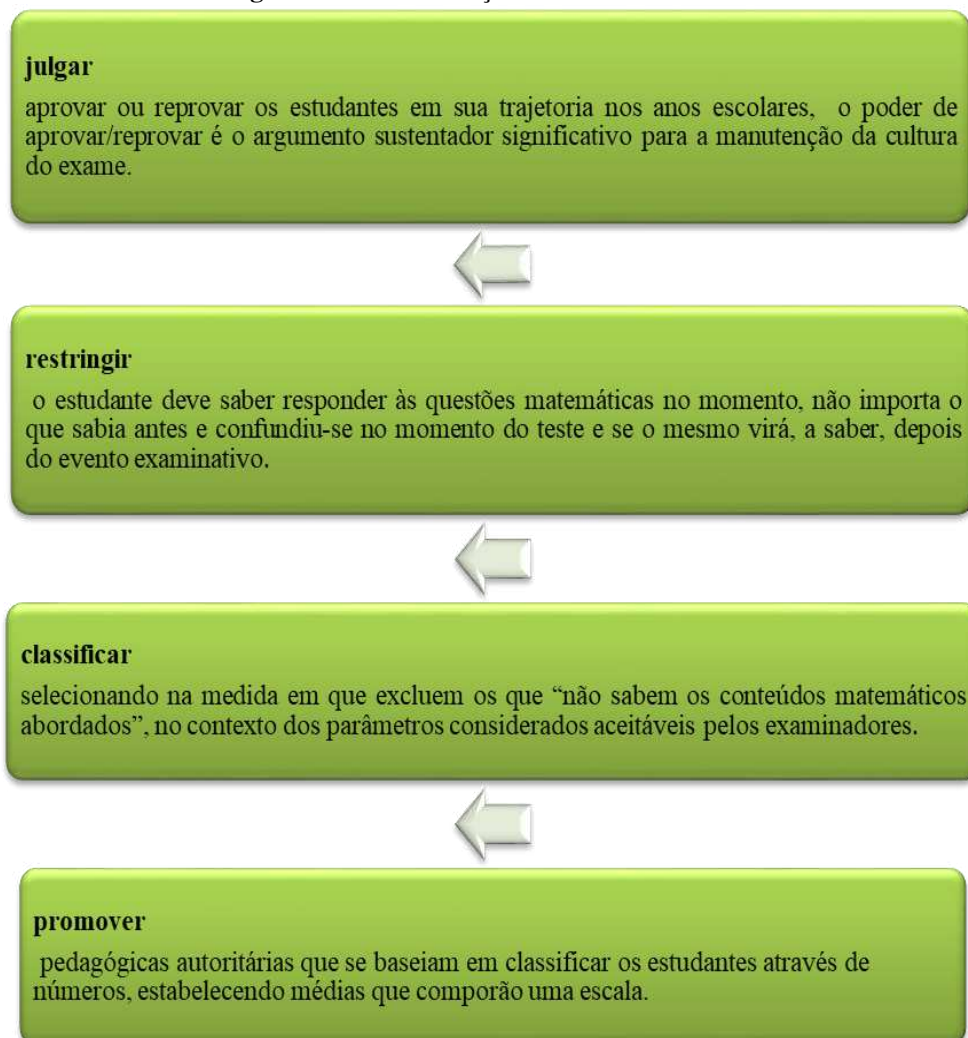 julgar
aprovar ou reprovar os estudantes em sua trajetoria nos anos escolares, o poder de
aprovar/reprovar é o argumento sustentador significativo para a manutenção da cultura
do exame.
restringir
o estudante deve saber responder às questões matemáticas no momento, não importa o
que sabia antes e confundiu-se no momento do teste e se o mesmo virá, a saber, depois
do evento examinativo.
classificar
selecionando na medida em que excluem os que “não sabem os conteúdos matemáticos
abordados”, no contexto dos parâmetros considerados aceitáveis pelos examinadores.
promover
pedagógicas autoritárias que se baseiam em classificar os estudantes através de
números, estabelecendo médias que comporão uma escala.